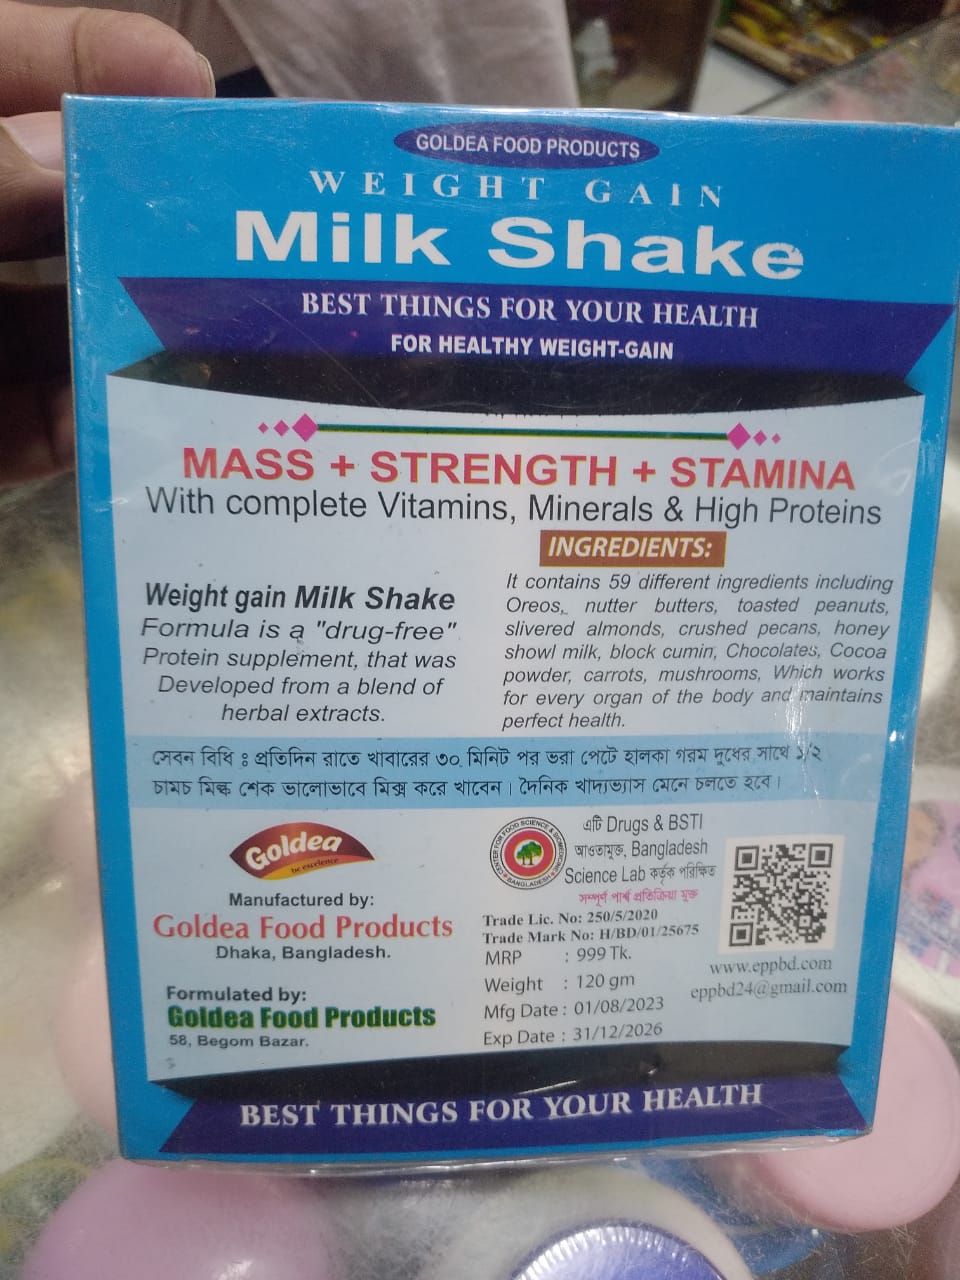 GOLDEA FOOD PRODUCTS
WEIGHT GAIN
Milk Shake
BEST THINGS FOR YOUR HEALTH
FOR HEALTHY WEIGHT-GAIN
MASS + STRENGTH + STAMINA
With complete Vitamins, Minerals & High Proteins
INGREDIENTS:
It contains 59 different ingredients including
Oreos, nutter butters, toasted peanuts,
slivered almonds, crushed pecans, honey
showl milk, block cumin, Chocolates, Cocoa
powder, carrots, mushrooms, Which works
for every organ of the body and maintains
perfect health.
Weight gain Milk Shake
Formula is a "drug-free"
Protein supplement, that was
Developed from a blend of
herbal extracts.
সেবন বিধি ঃ প্রতিদিন রাতে খাবারের ৩০ মিনিট পর ভরা পেটে হালকা গরম দুধের সাথে ১/২
চামচ মিল্ক শেক ভালোভাবে মিক্স করে খাবেন। দৈনিক খাদ্যভ্যাস মেনে চলতে হবে।
Goldea
be excelence
Manufactured by:
Goldea Food Products
Dhaka, Bangladesh.
Formulated by:
Goldea Food Products
58, Begom Bazar.
CENTER FOR FOOD SCIENCE &
BANGLADESH
এটি Drugs & BSTI
আওতামুক্ত, Bangladesh
Science Lab কর্তৃক পরিক্ষিত
সম্পূর্ণ পার্শ্ব প্রতিক্রিয়া মুক্ত
Trade Lic. No: 250/5/2020
Trade Mark No: H/BD/01/25675
MRP : 999 Tk.
Weight : 120 gm
Mfg Date : 01/08/2023
Exp Date : 31/12/2026
www.eppbd.com
eppbd24@gmail.com
BEST THINGS FOR YOUR HEALTH